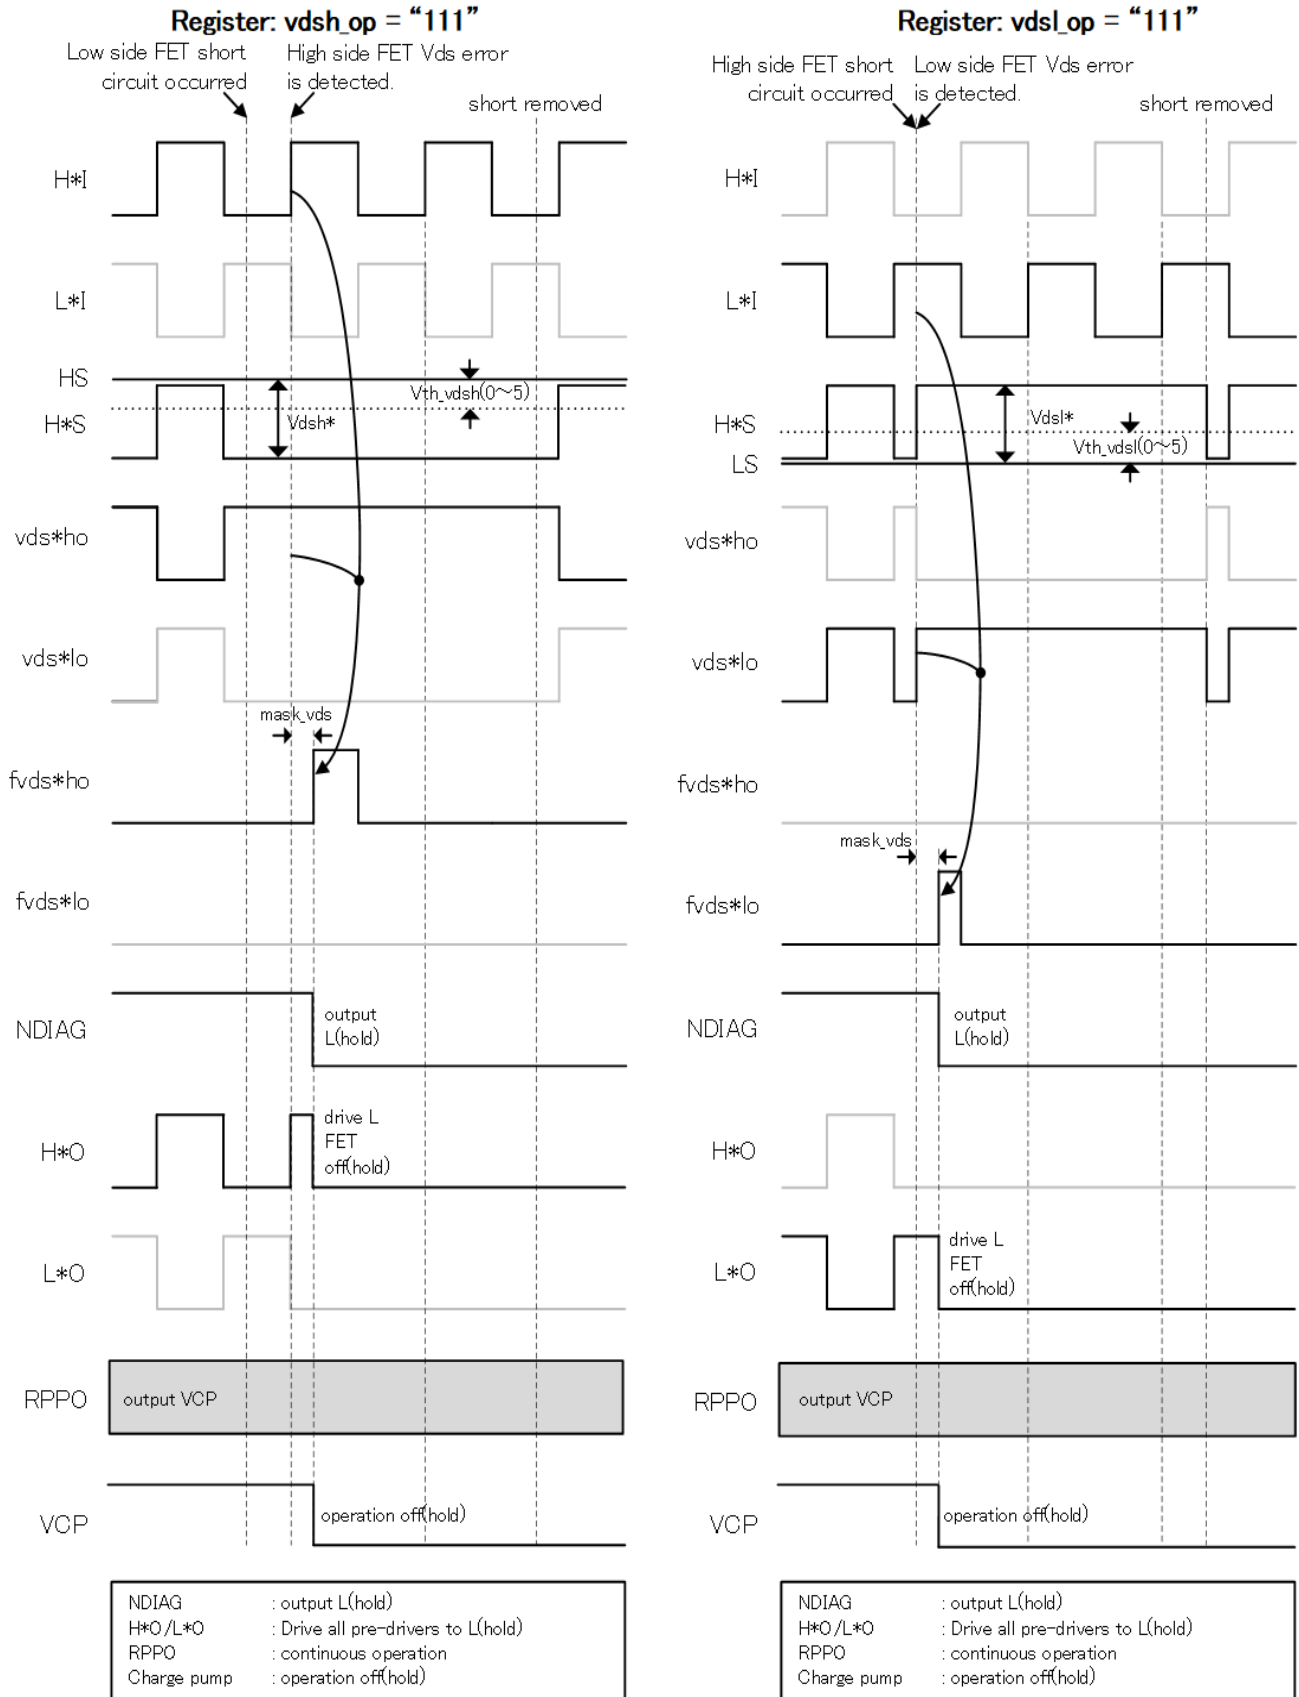 Register: vdsh_op = “111”
Low side FET short
circuit occurred
High side FET Vds error
is detected.
short removed
H*I
L*I
HS
Vth_vdsh(0～5)
Vdsh*
H*S
vds*ho
vds*lo
mask_vds
fvds*ho
fvds*lo
NDIAG
output
L(hold)
H*O
drive L
FET
off(hold)
L*O
RPPO
output VCP
VCP
operation off(hold)
NDIAG : output L(hold)
H*O/L*O : Drive all pre-drivers to L(hold)
RPPO : continuous operation
Charge pump : operation off(hold)
Register: vdsl_op = “111”
High side FET short
circuit occurred
Low side FET Vds error
is detected.
short removed
H*I
L*I
H*S
Vdsl*
Vth_vdsl(0～5)
LS
vds*ho
vds*lo
fvds*ho
mask_vds
fvds*lo
NDIAG
output
L(hold)
H*O
L*O
drive L
FET
off(hold)
RPPO
output VCP
VCP
operation off(hold)
NDIAG : output L(hold)
H*O/L*O : Drive all pre-drivers to L(hold)
RPPO : continuous operation
Charge pump : operation off(hold)